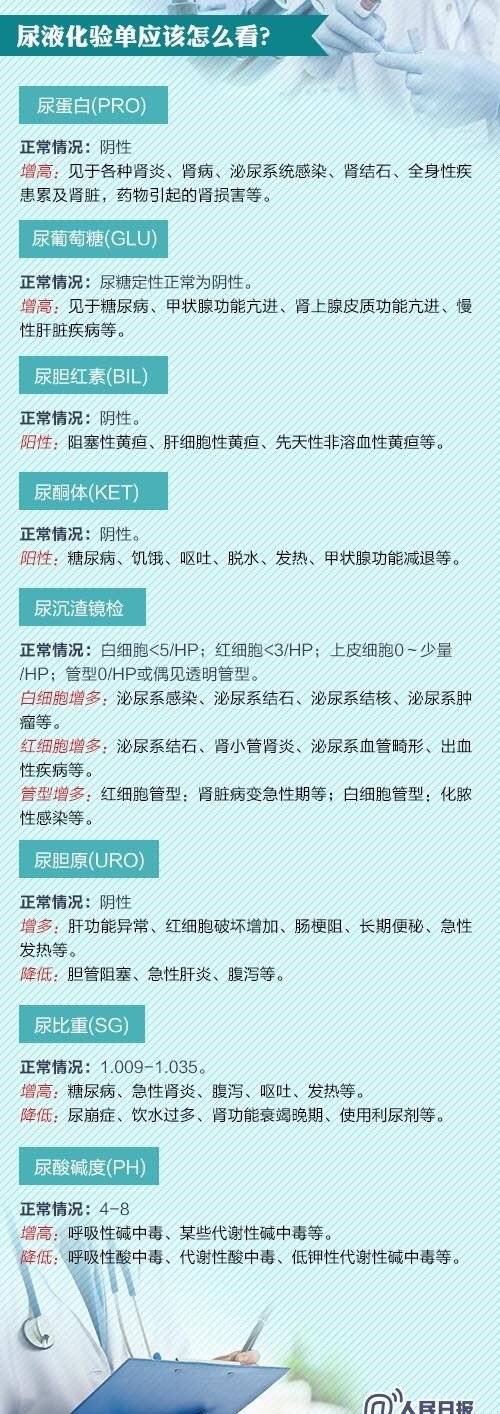 尿液化验单应该怎么看?
尿蛋白(PRO)
正常情况：阴性
增高：见于各种肾炎、肾病、泌尿系统感染、肾结石、全身性疾
患累及肾脏，药物引起的肾损害等。
尿葡萄糖(GLU)
正常情况：尿糖定性正常为阴性。
增高：见于糖尿病、甲状腺功能亢进、肾上腺皮质功能亢进、慢
性肝脏疾病等。
尿胆红素(BIL)
正常情况：阴性。
阳性：阻塞性黄疸、肝细胞性黄疸、先天性非溶血性黄疸等。
尿酮体(KET)
正常情况：阴性。
阳性：糖尿病、饥饿、呕吐、脱水、发热、甲状腺功能减退等。
尿沉渣镜检
正常情况：白细胞<5/HP；红细胞<3/HP；上皮细胞0～少量
/HP；管型0/HP或偶见透明管型。
白细胞增多：泌尿系感染、泌尿系结石、泌尿系结核、泌尿系肿
瘤等。
红细胞增多：泌尿系结石、肾小管肾炎、泌尿系血管畸形、出血
性疾病等。
管型增多：红细胞管型：肾脏病变急性期等；白细胞管型：化脓
性感染等。
尿胆原(URO)
正常情况：阴性
增多：肝功能异常、红细胞破坏增加、肠梗阻、长期便秘、急性
发热等。
降低：胆管阻塞、急性肝炎、腹泻等。
尿比重(SG)
正常情况：1.009-1.035。
增高：糖尿病、急性肾炎、腹泻、呕吐、发热等。
降低：尿崩症、饮水过多、肾功能衰竭晚期、使用利尿剂等。
尿酸碱度(PH)
正常情况：4-8
增高：呼吸性碱中毒、某些代谢性碱中毒等。
降低：呼吸性酸中毒、代谢性酸中毒、低钾性代谢性碱中毒等。
@人民日报